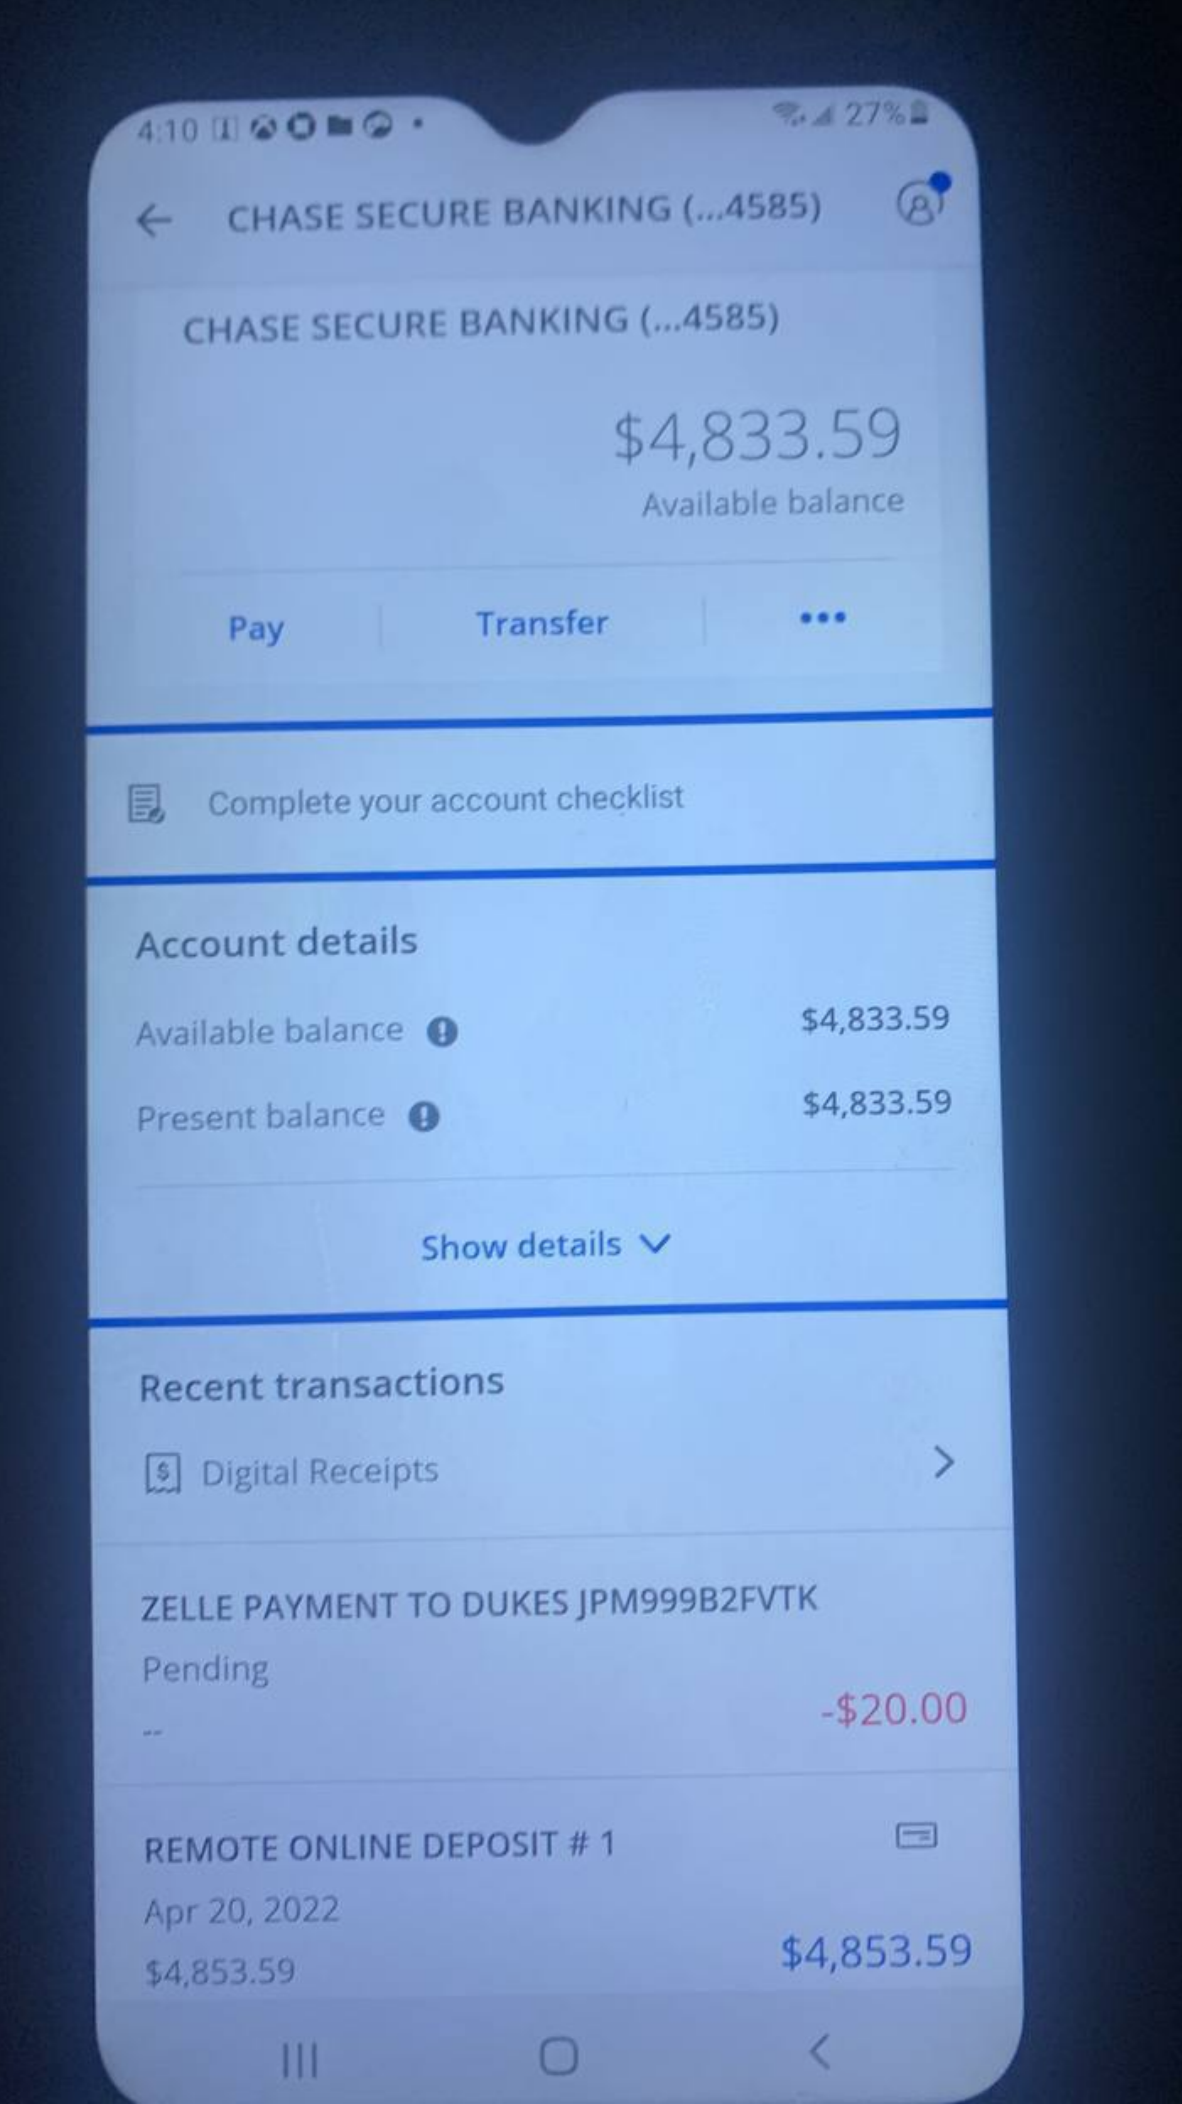 4:10
27%
CHASE SECURE BANKING (...4585)
CHASE SECURE BANKING (...4585)
$4,833.59
Available balance
Pay
Transfer
Complete your account checklist
Account details
Available balance
$4,833.59
Present balance
$4,833.59
Show details
Recent transactions
$ Digital Receipts
ZELLE PAYMENT TO DUKES JPM999B2FVTK
Pending
--
-$20.00
REMOTE ONLINE DEPOSIT # 1
Apr 20, 2022
$4,853.59
$4,853.59